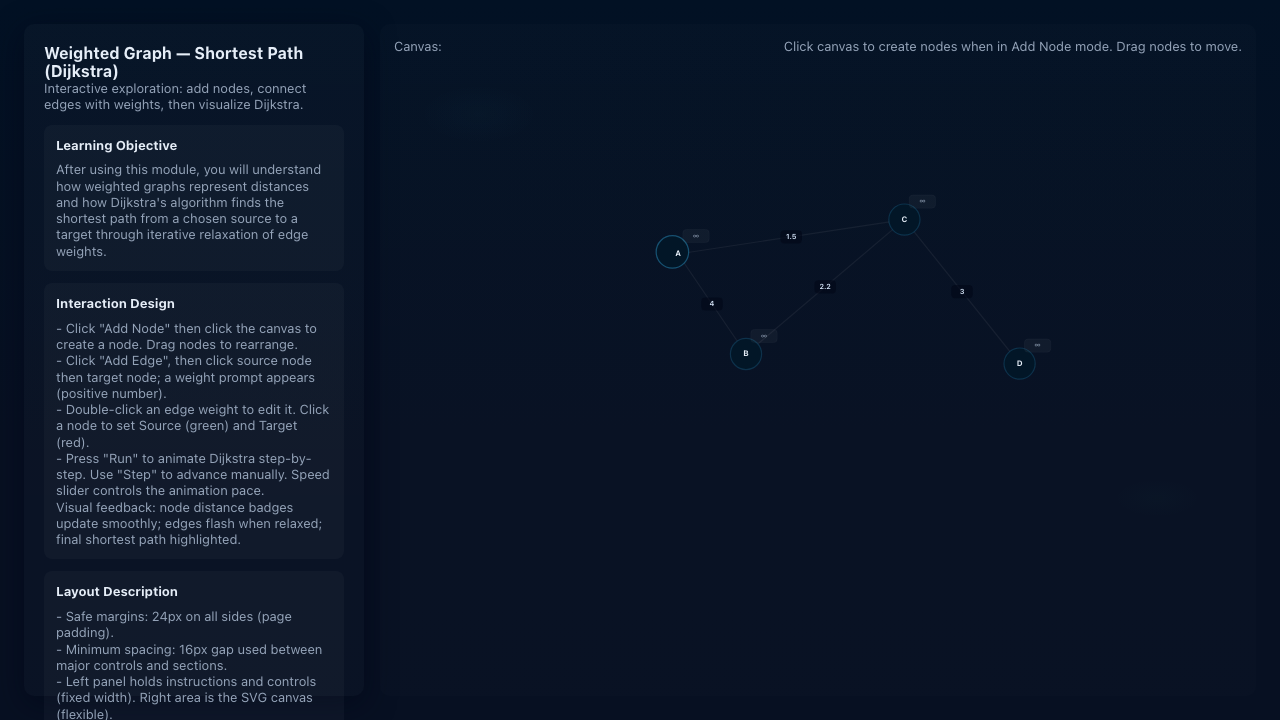 Weighted Graph — Shortest Path
(Dijkstra)
Interactive exploration: add nodes, connect
edges with weights, then visualize Dijkstra.
Learning Objective
After using this module, you will understand
how weighted graphs represent distances
and how Dijkstra's algorithm finds the
shortest path from a chosen source to a
target through iterative relaxation of edge
weights.
Interaction Design
- Click "Add Node" then click the canvas to
create a node. Drag nodes to rearrange.
- Click "Add Edge", then click source node
then target node; a weight prompt appears
(positive number).
- Double-click an edge weight to edit it. Click
a node to set Source (green) and Target
(red).
- Press "Run" to animate Dijkstra step-by-
step. Use "Step" to advance manually. Speed
slider controls the animation pace.
Visual feedback: node distance badges
update smoothly; edges flash when relaxed;
final shortest path highlighted.
Layout Description
- Safe margins: 24px on all sides (page
padding).
- Minimum spacing: 16px gap used between
major controls and sections.
- Left panel holds instructions and controls
(fixed width). Right area is the SVG canvas
(flexible).
Canvas:
Click canvas to create nodes when in Add Node mode. Drag nodes to move.
∞
C
∞
A
1.5
2.2
3
4
∞
B
∞
D